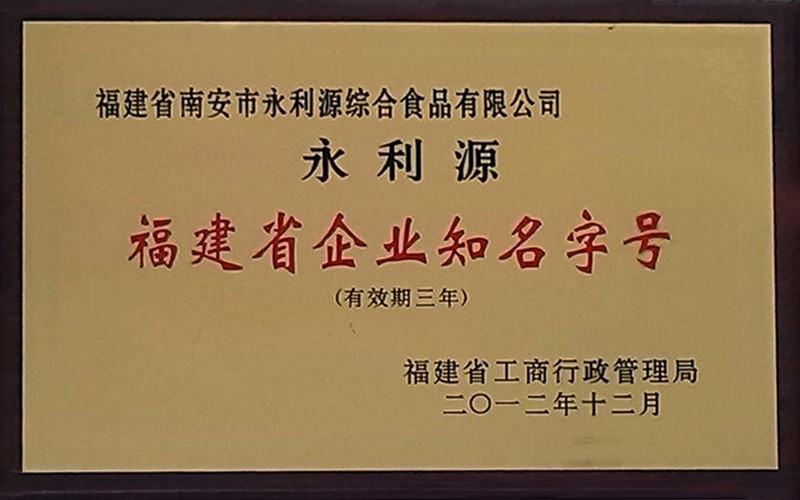 福建省南安市永利源综合食品有限公司
永利源
福建省企业知名字号
(有效期三年)
福建省工商行政管理局
二〇一二年十二月